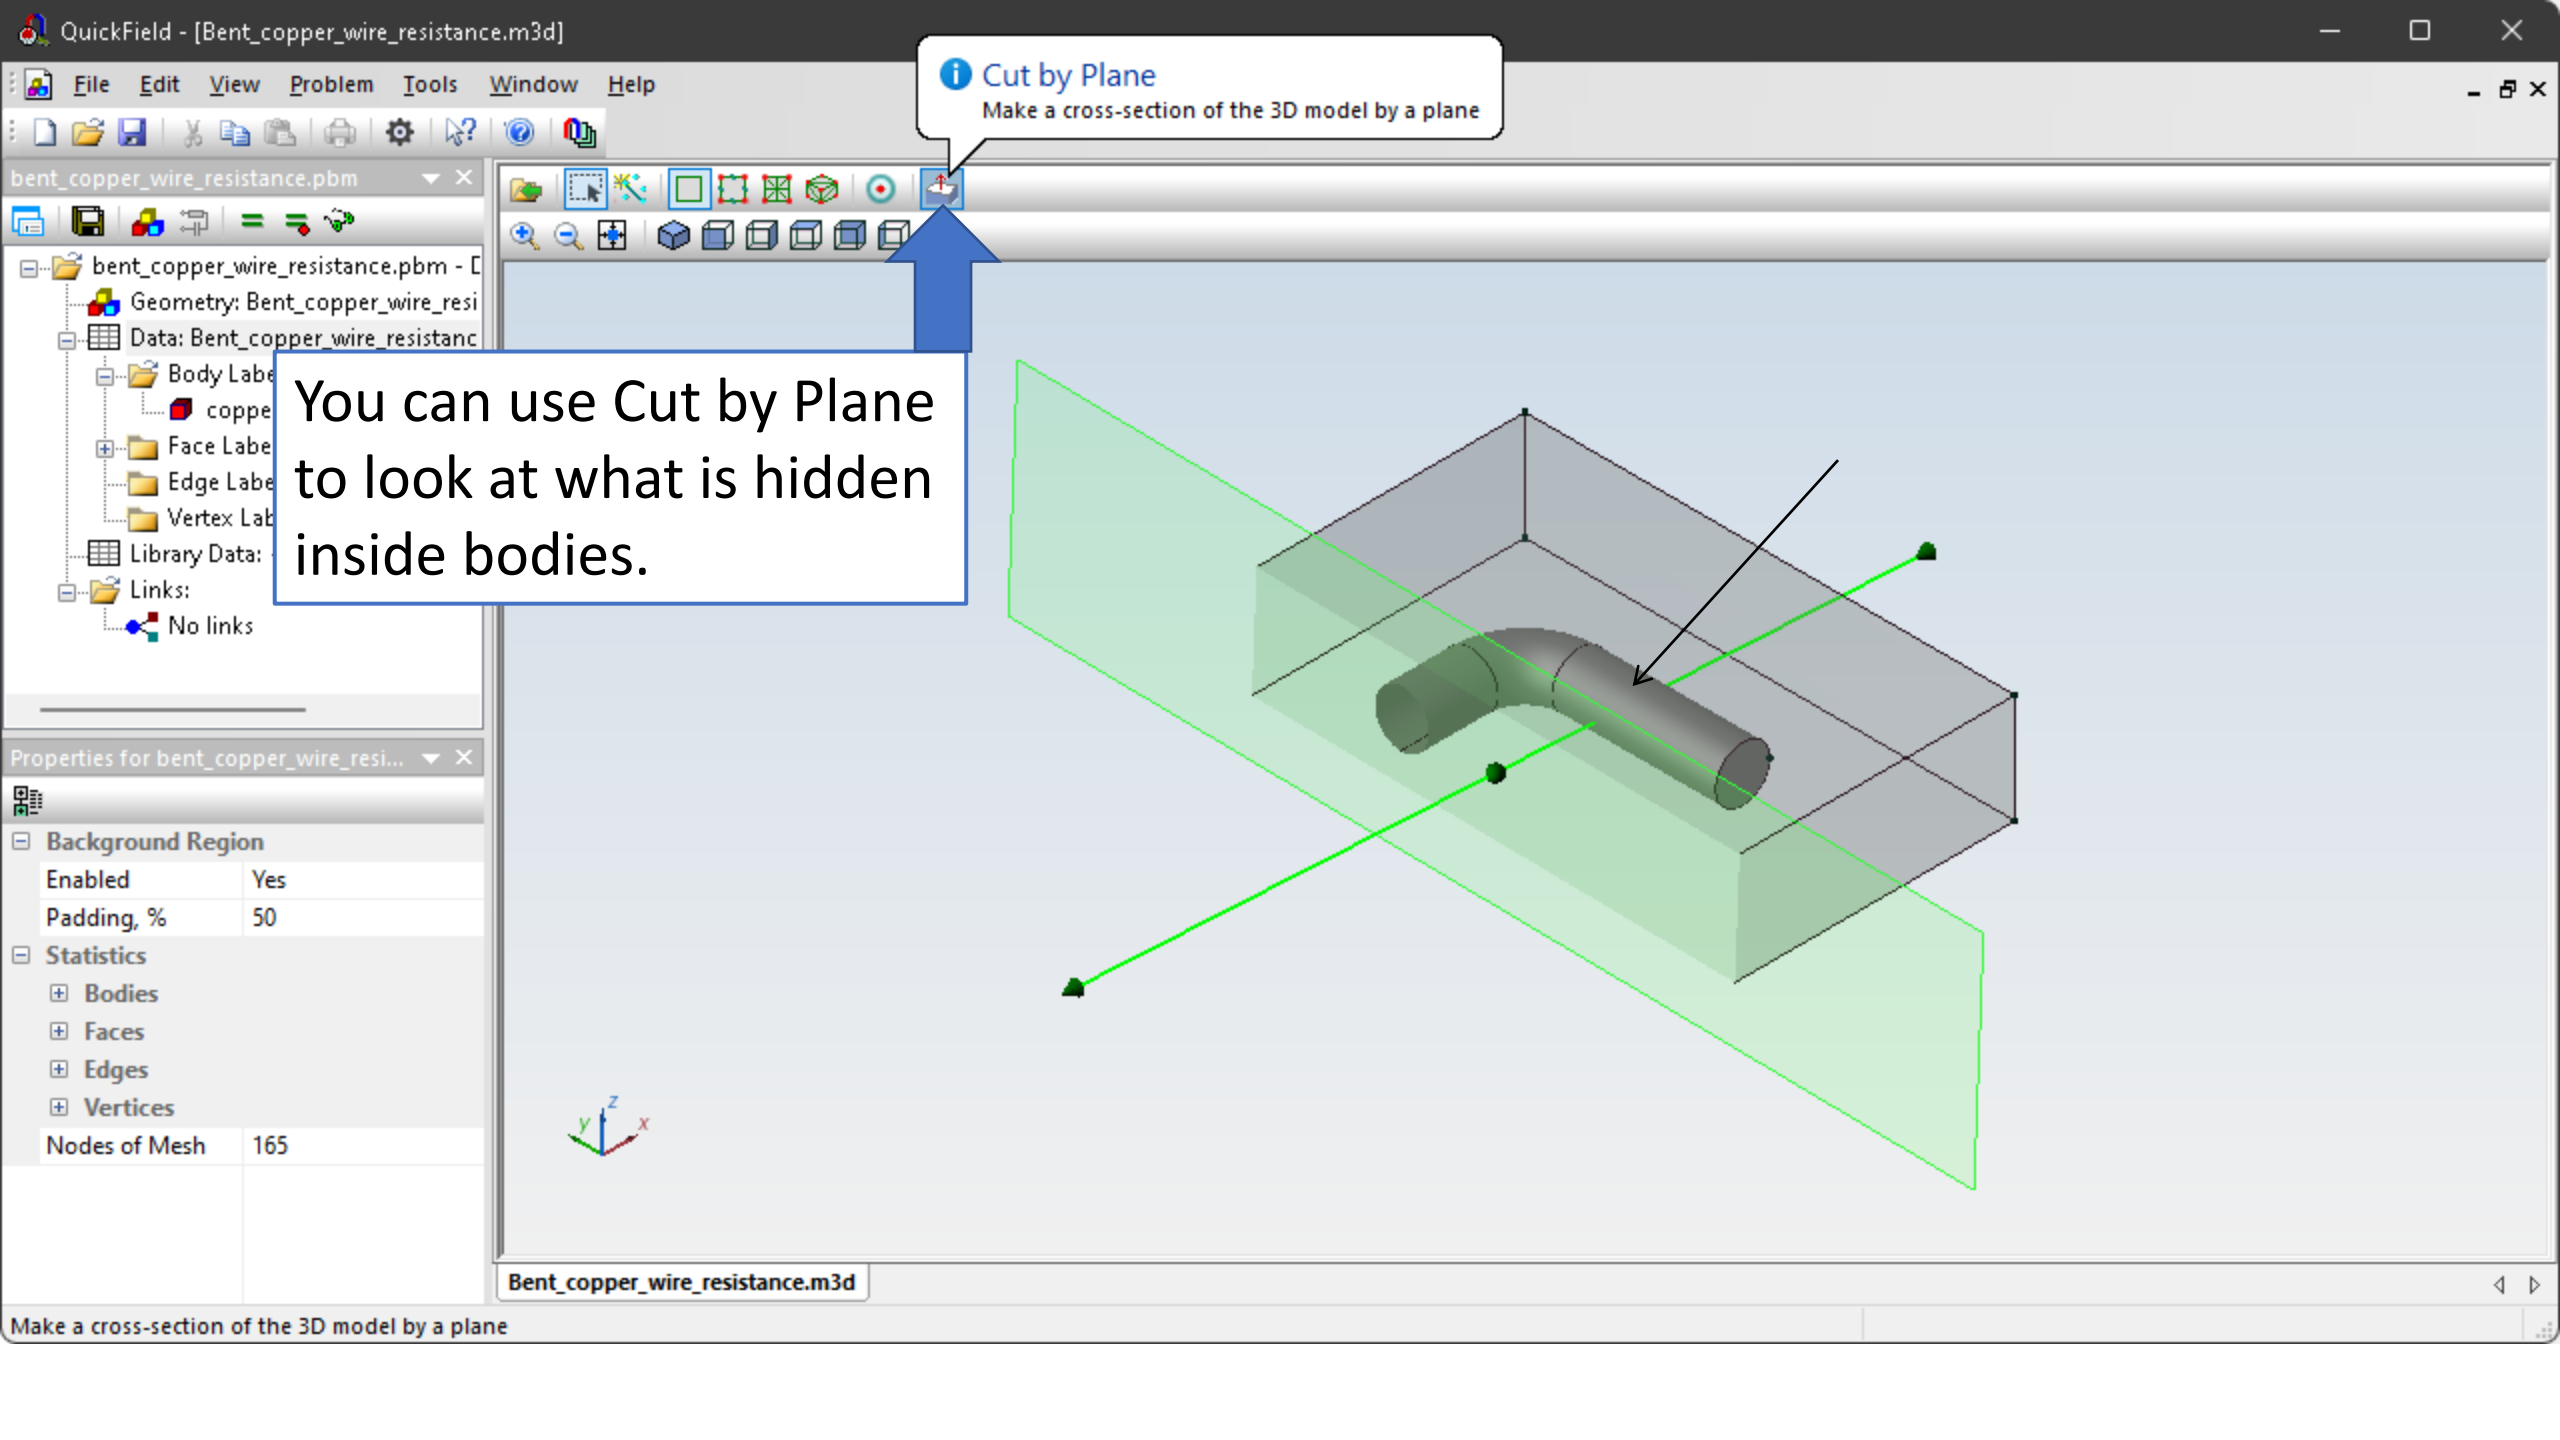 QuickField - [Bent_copper_wire_resistance.m3d]
File Edit View Problem Tools Window Help
Cut by Plane
Make a cross-section of the 3D model by a plane
bent_copper_wire_resistance.pbm
bent_copper_wire_resistance.pbm - D
Geometry: Bent_copper_wire_resi
Data: Bent_copper_wire_resistanc
Body Labe
coppe
Face Labe
Edge Labe
Vertex Lab
Library Data:
Links:
No links
You can use Cut by Plane
to look at what is hidden
inside bodies.
Properties for bent_copper_wire_resi...
Background Region
Enabled Yes
Padding, % 50
Statistics
Bodies
Faces
Edges
Vertices
Nodes of Mesh 165
z
y x
Bent_copper_wire_resistance.m3d
Make a cross-section of the 3D model by a plane